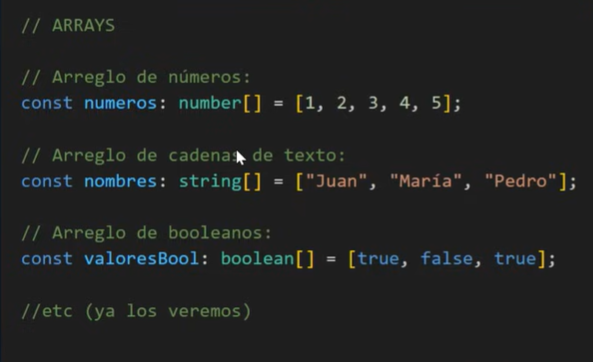 // ARRAYS
// Arreglo de números:
const numeros: number[] = [1, 2, 3, 4, 5];
// Arreglo de cadenas de texto:
const nombres: string[] = ["Juan", "María", "Pedro"];
// Arreglo de booleanos:
const valoresBool: boolean[] = [true, false, true];
//etc (ya los veremos)